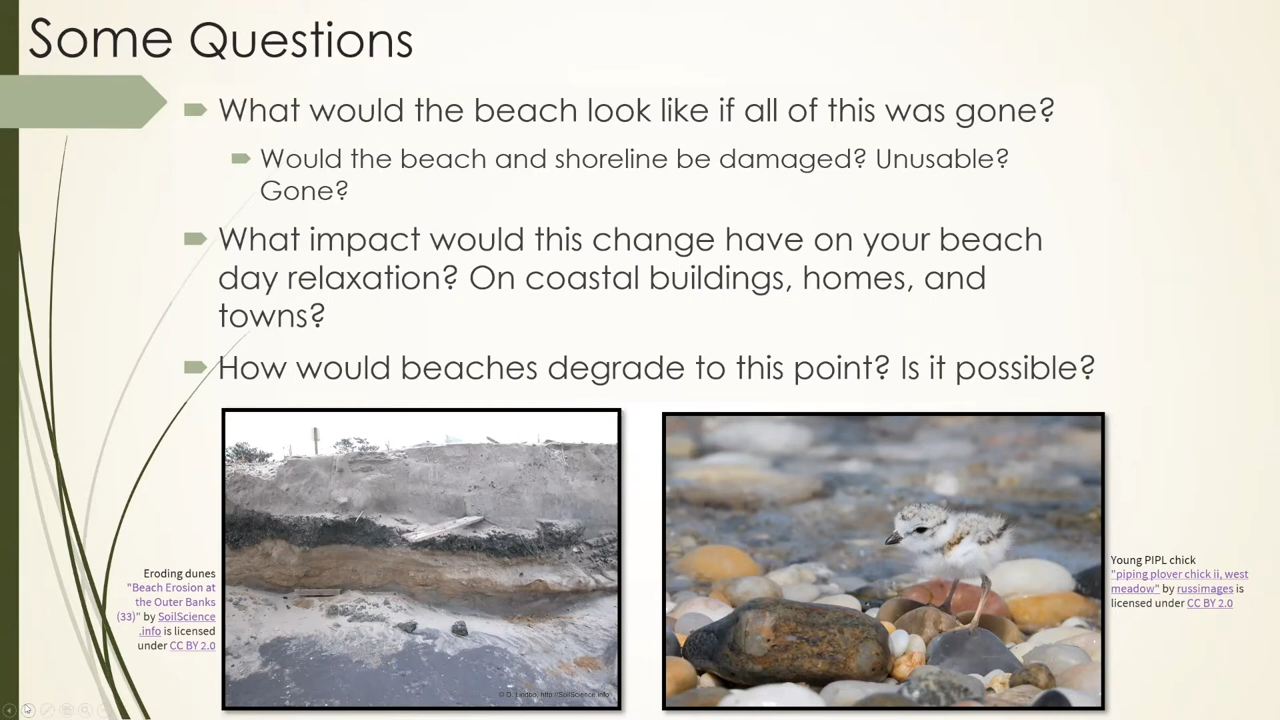 Some Questions
What would the beach look like if all of this was gone?
Would the beach and shoreline be damaged? Unusable?
Gone?
What impact would this change have on your beach
day relaxation? On coastal buildings, homes, and
towns?
How would beaches degrade to this point? Is it possible?
Eroding dunes
"Beach Erosion at
the Outer Banks
(33)" by SoilScience
.info is licensed
under CC BY 2.0
© D. Lindbo, http://SoilScience.info
Young PIPL chick
"piping plover chick ii, west
meadow" by russimages is
licensed under CC BY 2.0